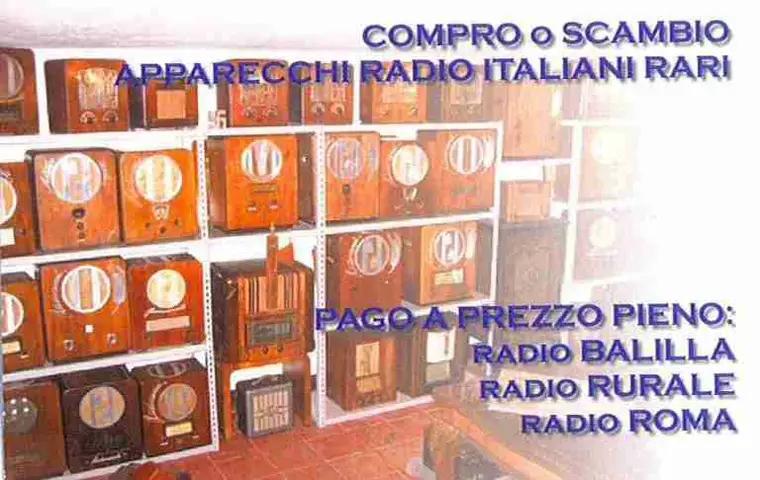 COMPRO o SCAMBIO
APPARECCHI RADIO ITALIANI RARI
PAGO A PREZZO PIENO:
RADIO BALILLA
RADIO RURALE
RADIO ROMA